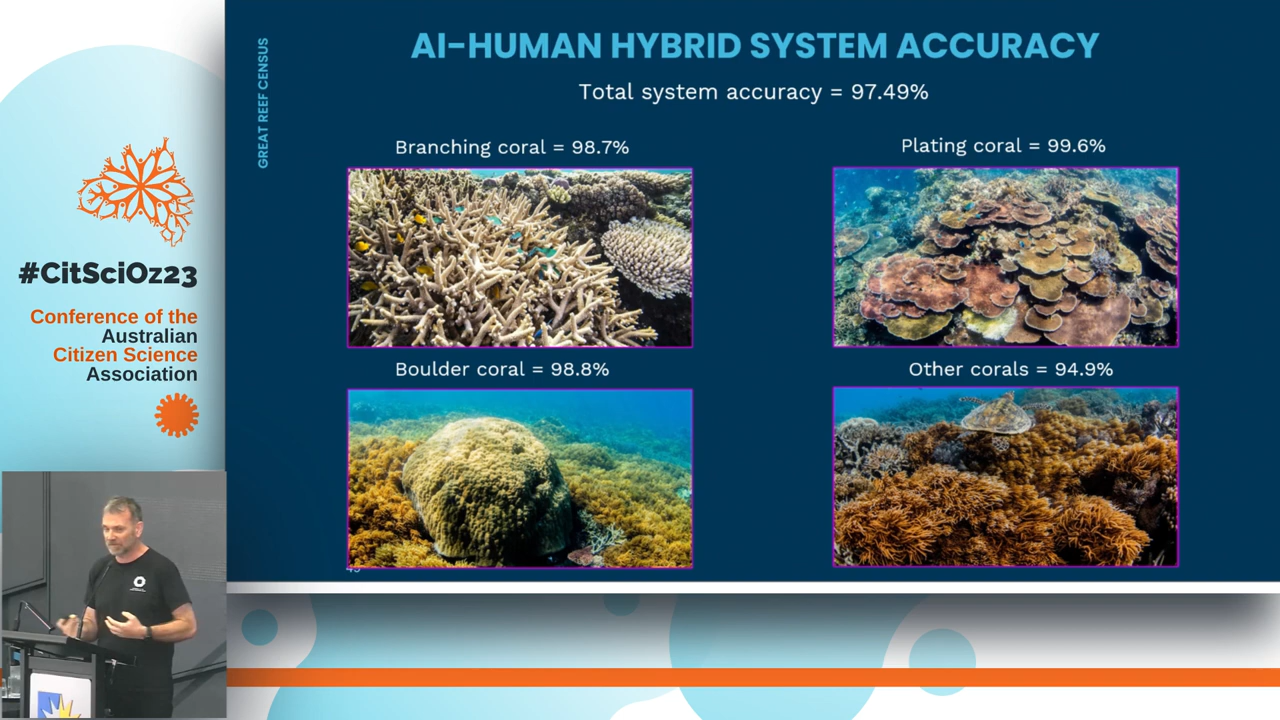 #CitSciOz23
Conference of the
Australian
Citizen Science
Association
GREAT REEF CENSUS
AI-HUMAN HYBRID SYSTEM ACCURACY
Total system accuracy = 97.49%
Branching coral = 98.7%
Plating coral = 99.6%
Boulder coral = 98.8%
Other corals = 94.9%